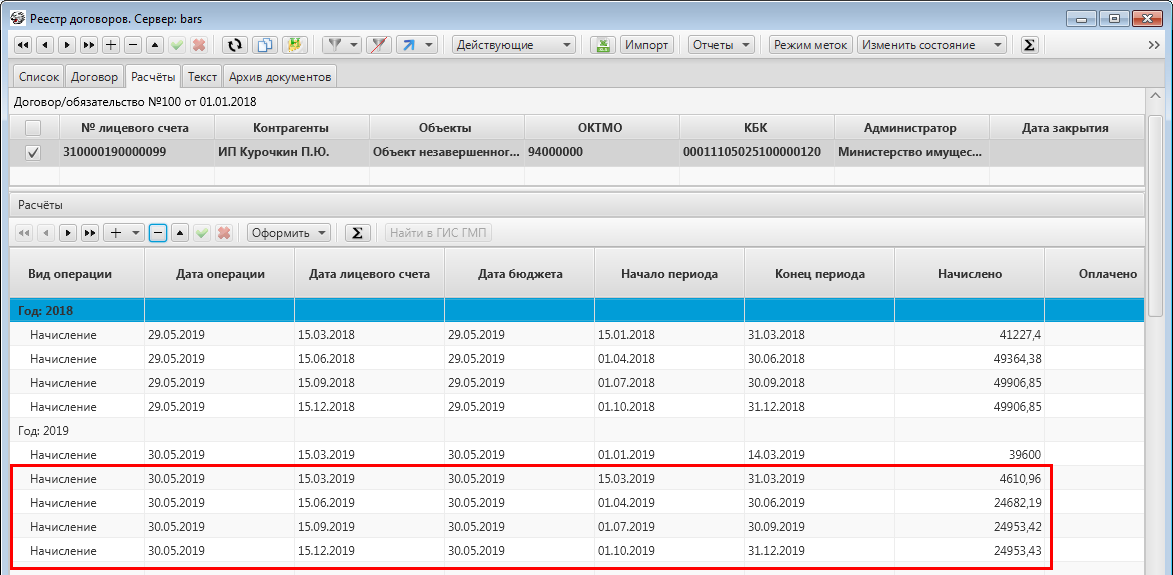 Реестр договоров. Сервер: bars
Действующие Импорт Отчеты Режим меток Изменить состояние Σ »
Список Договор Расчёты Текст Архив документов
Договор/обязательство №100 от 01.01.2018
№ лицевого счета Контрагенты Объекты ОКТМО КБК Администратор Дата закрытия
310000190000099 ИП Курочкин П.Ю. Объект незавершенног... 94000000 00011105025100000120 Министерство имущес...
Расчёты
Оформить Σ Найти в ГИС ГМП
Вид операции Дата операции Дата лицевого счета Дата бюджета Начало периода Конец периода Начислено Оплачено
Год: 2018
Начисление 29.05.2019 15.03.2018 29.05.2019 15.01.2018 31.03.2018 41227,4
Начисление 29.05.2019 15.06.2018 29.05.2019 01.04.2018 30.06.2018 49364,38
Начисление 29.05.2019 15.09.2018 29.05.2019 01.07.2018 30.09.2018 49906,85
Начисление 29.05.2019 15.12.2018 29.05.2019 01.10.2018 31.12.2018 49906,85
Год: 2019
Начисление 30.05.2019 15.03.2019 30.05.2019 01.01.2019 14.03.2019 39600
Начисление 30.05.2019 15.03.2019 30.05.2019 15.03.2019 31.03.2019 4610,96
Начисление 30.05.2019 15.06.2019 30.05.2019 01.04.2019 30.06.2019 24682,19
Начисление 30.05.2019 15.09.2019 30.05.2019 01.07.2019 30.09.2019 24953,42
Начисление 30.05.2019 15.12.2019 30.05.2019 01.10.2019 31.12.2019 24953,43